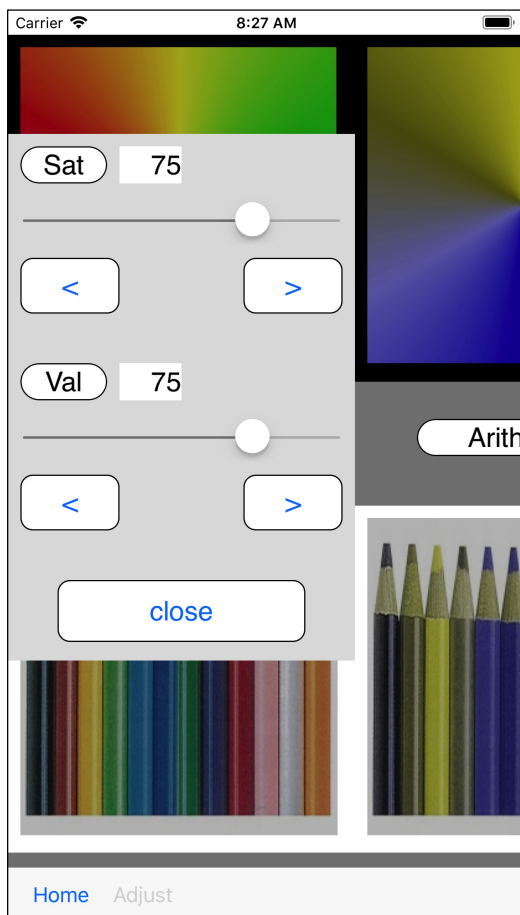 Carrier 8:27 AM
Sat 75
< >
Val 75
< >
Arith
close
Home Adjust